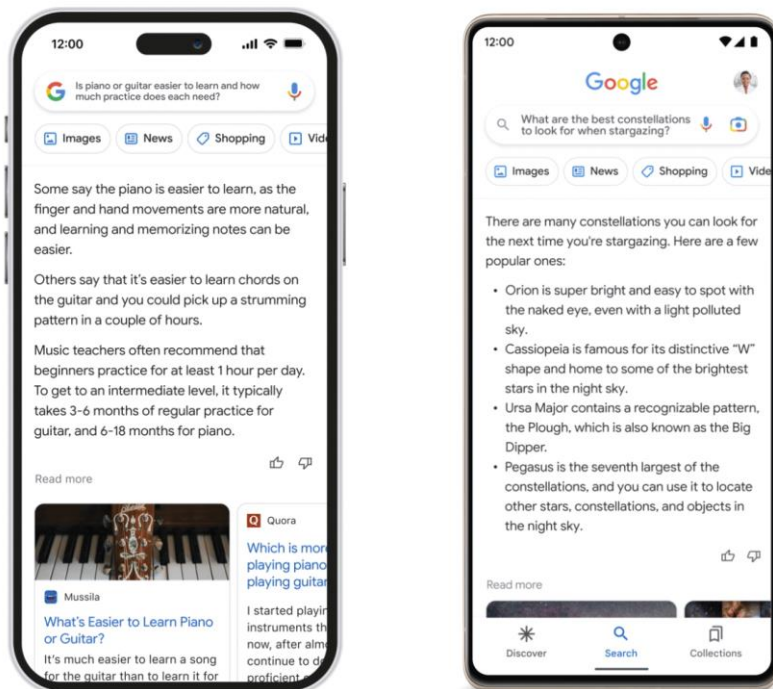 12:00
Is piano or guitar easier to learn and how
much practice does each need?
Images
News
Shopping
Some say the piano is easier to learn, as the
finger and hand movements are more natural,
and learning and memorizing notes can be
easier.
Others say that it's easier to learn chords on
the guitar and you could pick up a strumming
pattern in a couple of hours.
Music teachers often recommend that
beginners practice for at least 1 hour per day.
To get to an intermediate level, it typically
takes 3-6 months of regular practice for
guitar, and 6-18 months for piano.
Read more
Mussila
What's Easier to Learn Piano
or Guitar?
It's much easier to learn a song
for the guitar than to learn it for
Quora
Which is more
playing piano
playing guitar
I started playin
instruments th
now, after almo
continue to de
proficient
12:00
Google
What are the best constellations
to look for when stargazing?
Images
News
Shopping
There are many constellations you can look for
the next time you're stargazing. Here are a few
popular ones:
• Orion is super bright and easy to spot with
the naked eye, even with a light polluted
sky.
• Cassiopeia is famous for its distinctive “W”
shape and home to some of the brightest
stars in the night sky.
• Ursa Major contains a recognizable pattern,
the Plough, which is also known as the Big
Dipper.
• Pegasus is the seventh largest of the
constellations, and you can use it to locate
other stars, constellations, and objects in
the night sky.
Read more
Discover
Search
Collections